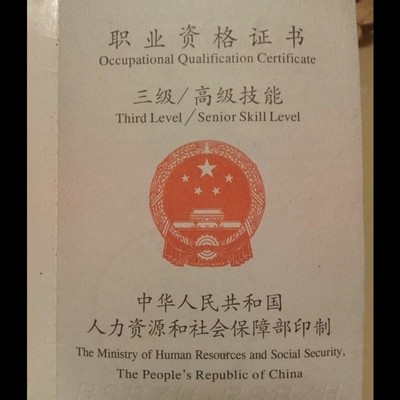 职业资格证书
Occupational Qualification Certificate
三级/高级技能
Third Level/Senior Skill Level
中华人民共和国
人力资源和社会保障部印制
The Ministry of Human Resources and Social Security,
The People's Republic of China